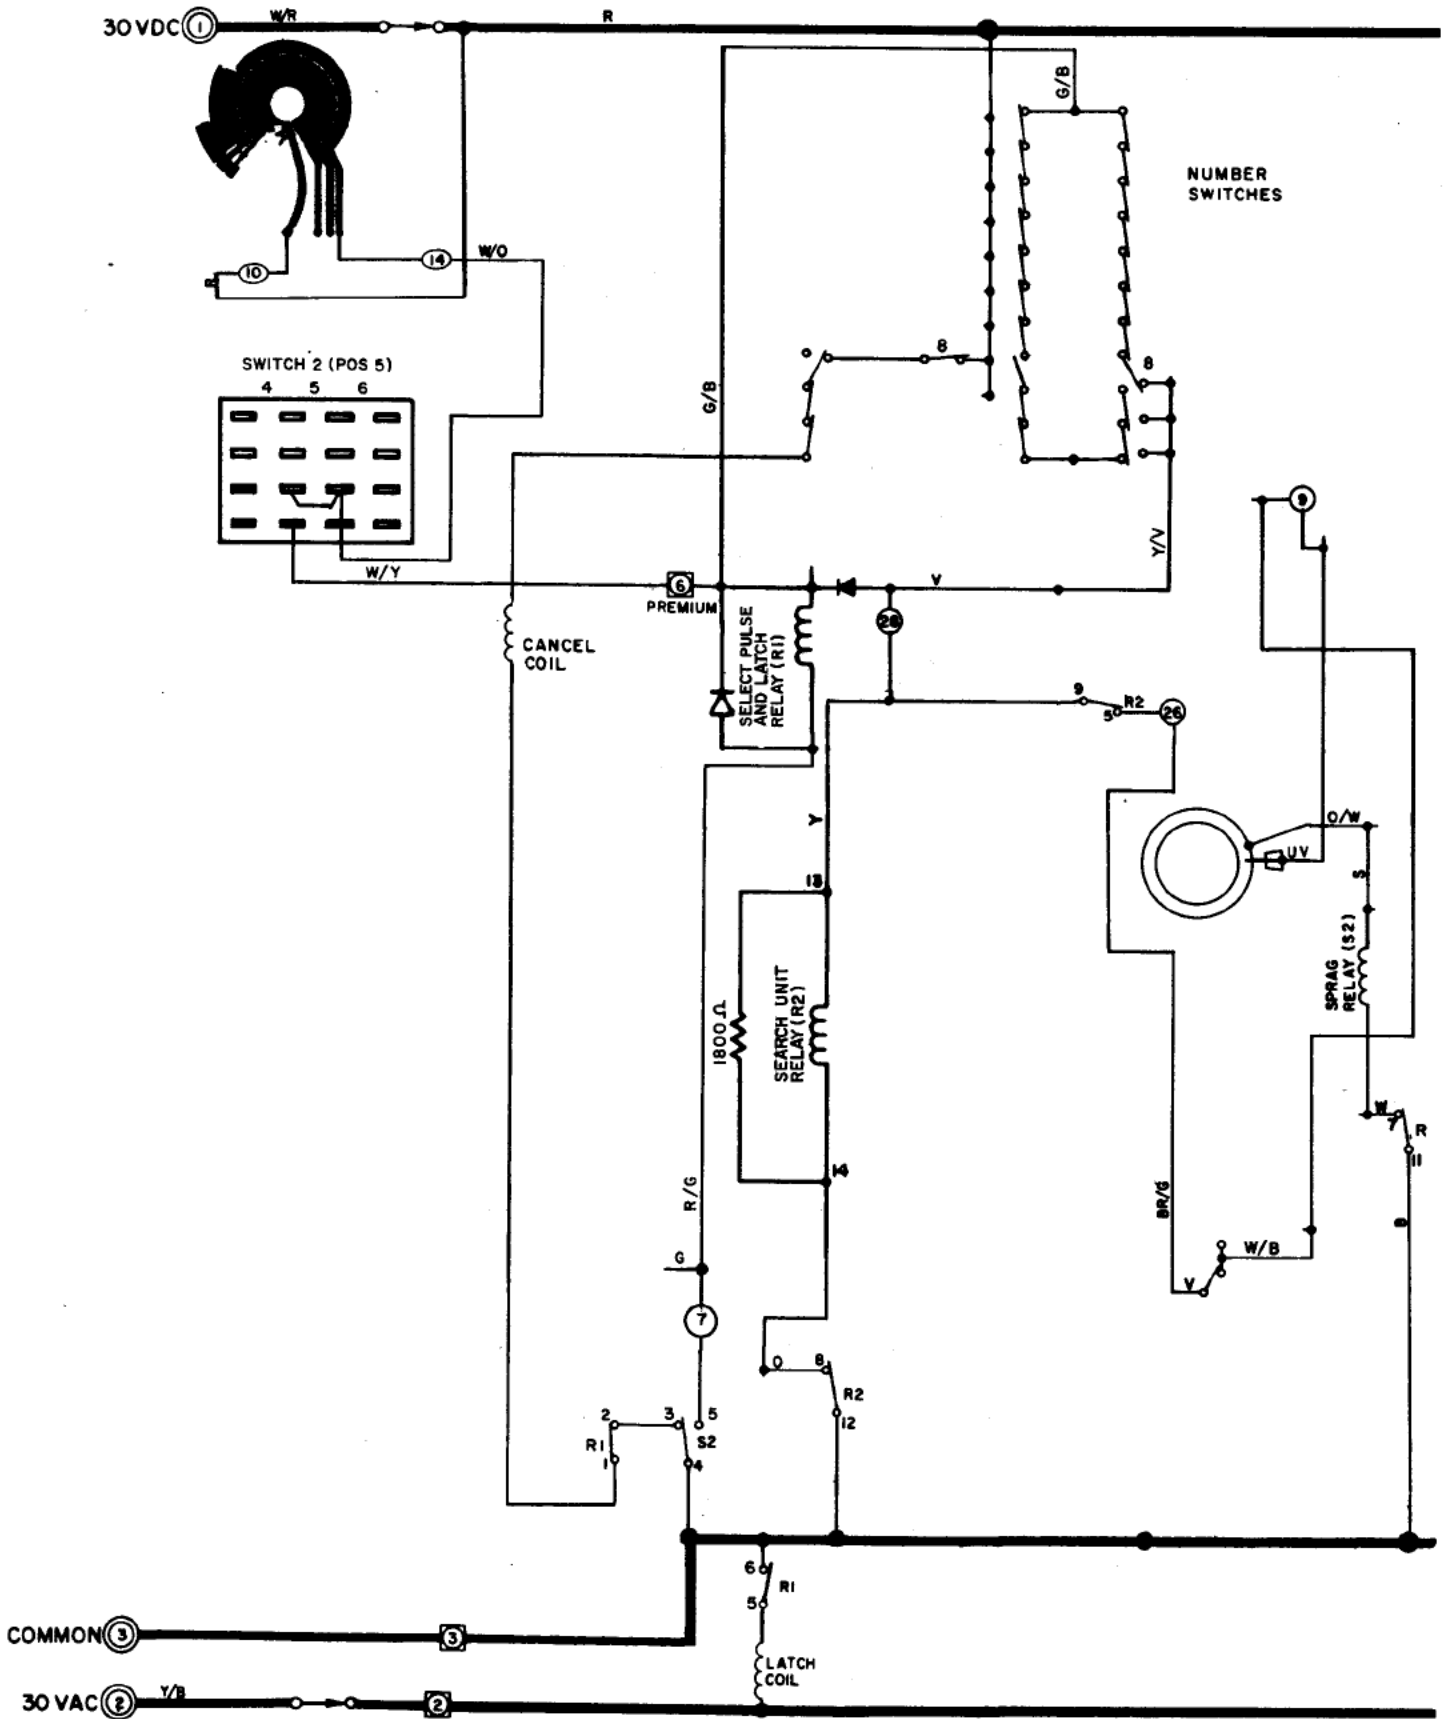 30 VDC 1 W/R R
G/B
NUMBER
SWITCHES
10 14 W/O
R
SWITCH 2 (POS 5)
4 5 6
8
8
G/B
9
Y/V
W/Y 6 V
PREMIUM
28
CANCEL
COIL
SELECT PULSE
AND LATCH
RELAY (R1)
9 R2
5 26
Y
O/W
UV
S
13
SPRAG
RELAY (S2)
1800 Ω
SEARCH UNIT
RELAY (R2)
W
7 R
11
14
R/G
BR/G
B
G
W/B
V
7
O 8
R2
12
2 3 5
R1 S2
1 4
6
R1
5
COMMON 3 3
LATCH
COIL
30 VAC 2 Y/B 2